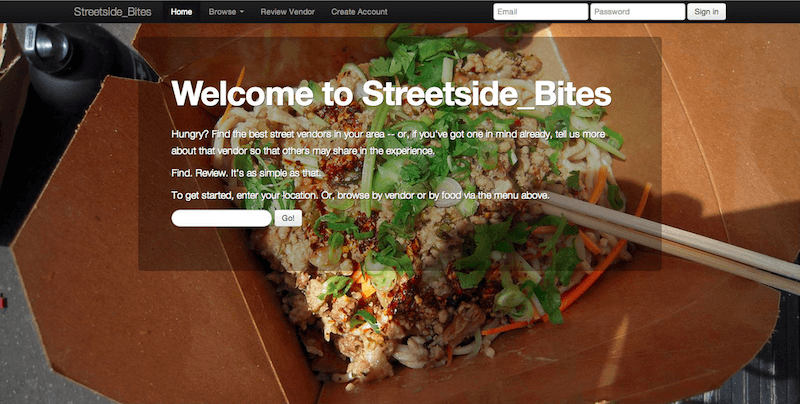 Streetside_Bites Home Browse Review Vendor Create Account Email Password Sign in
Welcome to Streetside_Bites
Hungry? Find the best street vendors in your area -- or, if you've got one in mind already, tell us more
about that vendor so that others may share in the experience.
Find. Review. It's as simple as that.
To get started, enter your location. Or, browse by vendor or by food via the menu above.
Go!